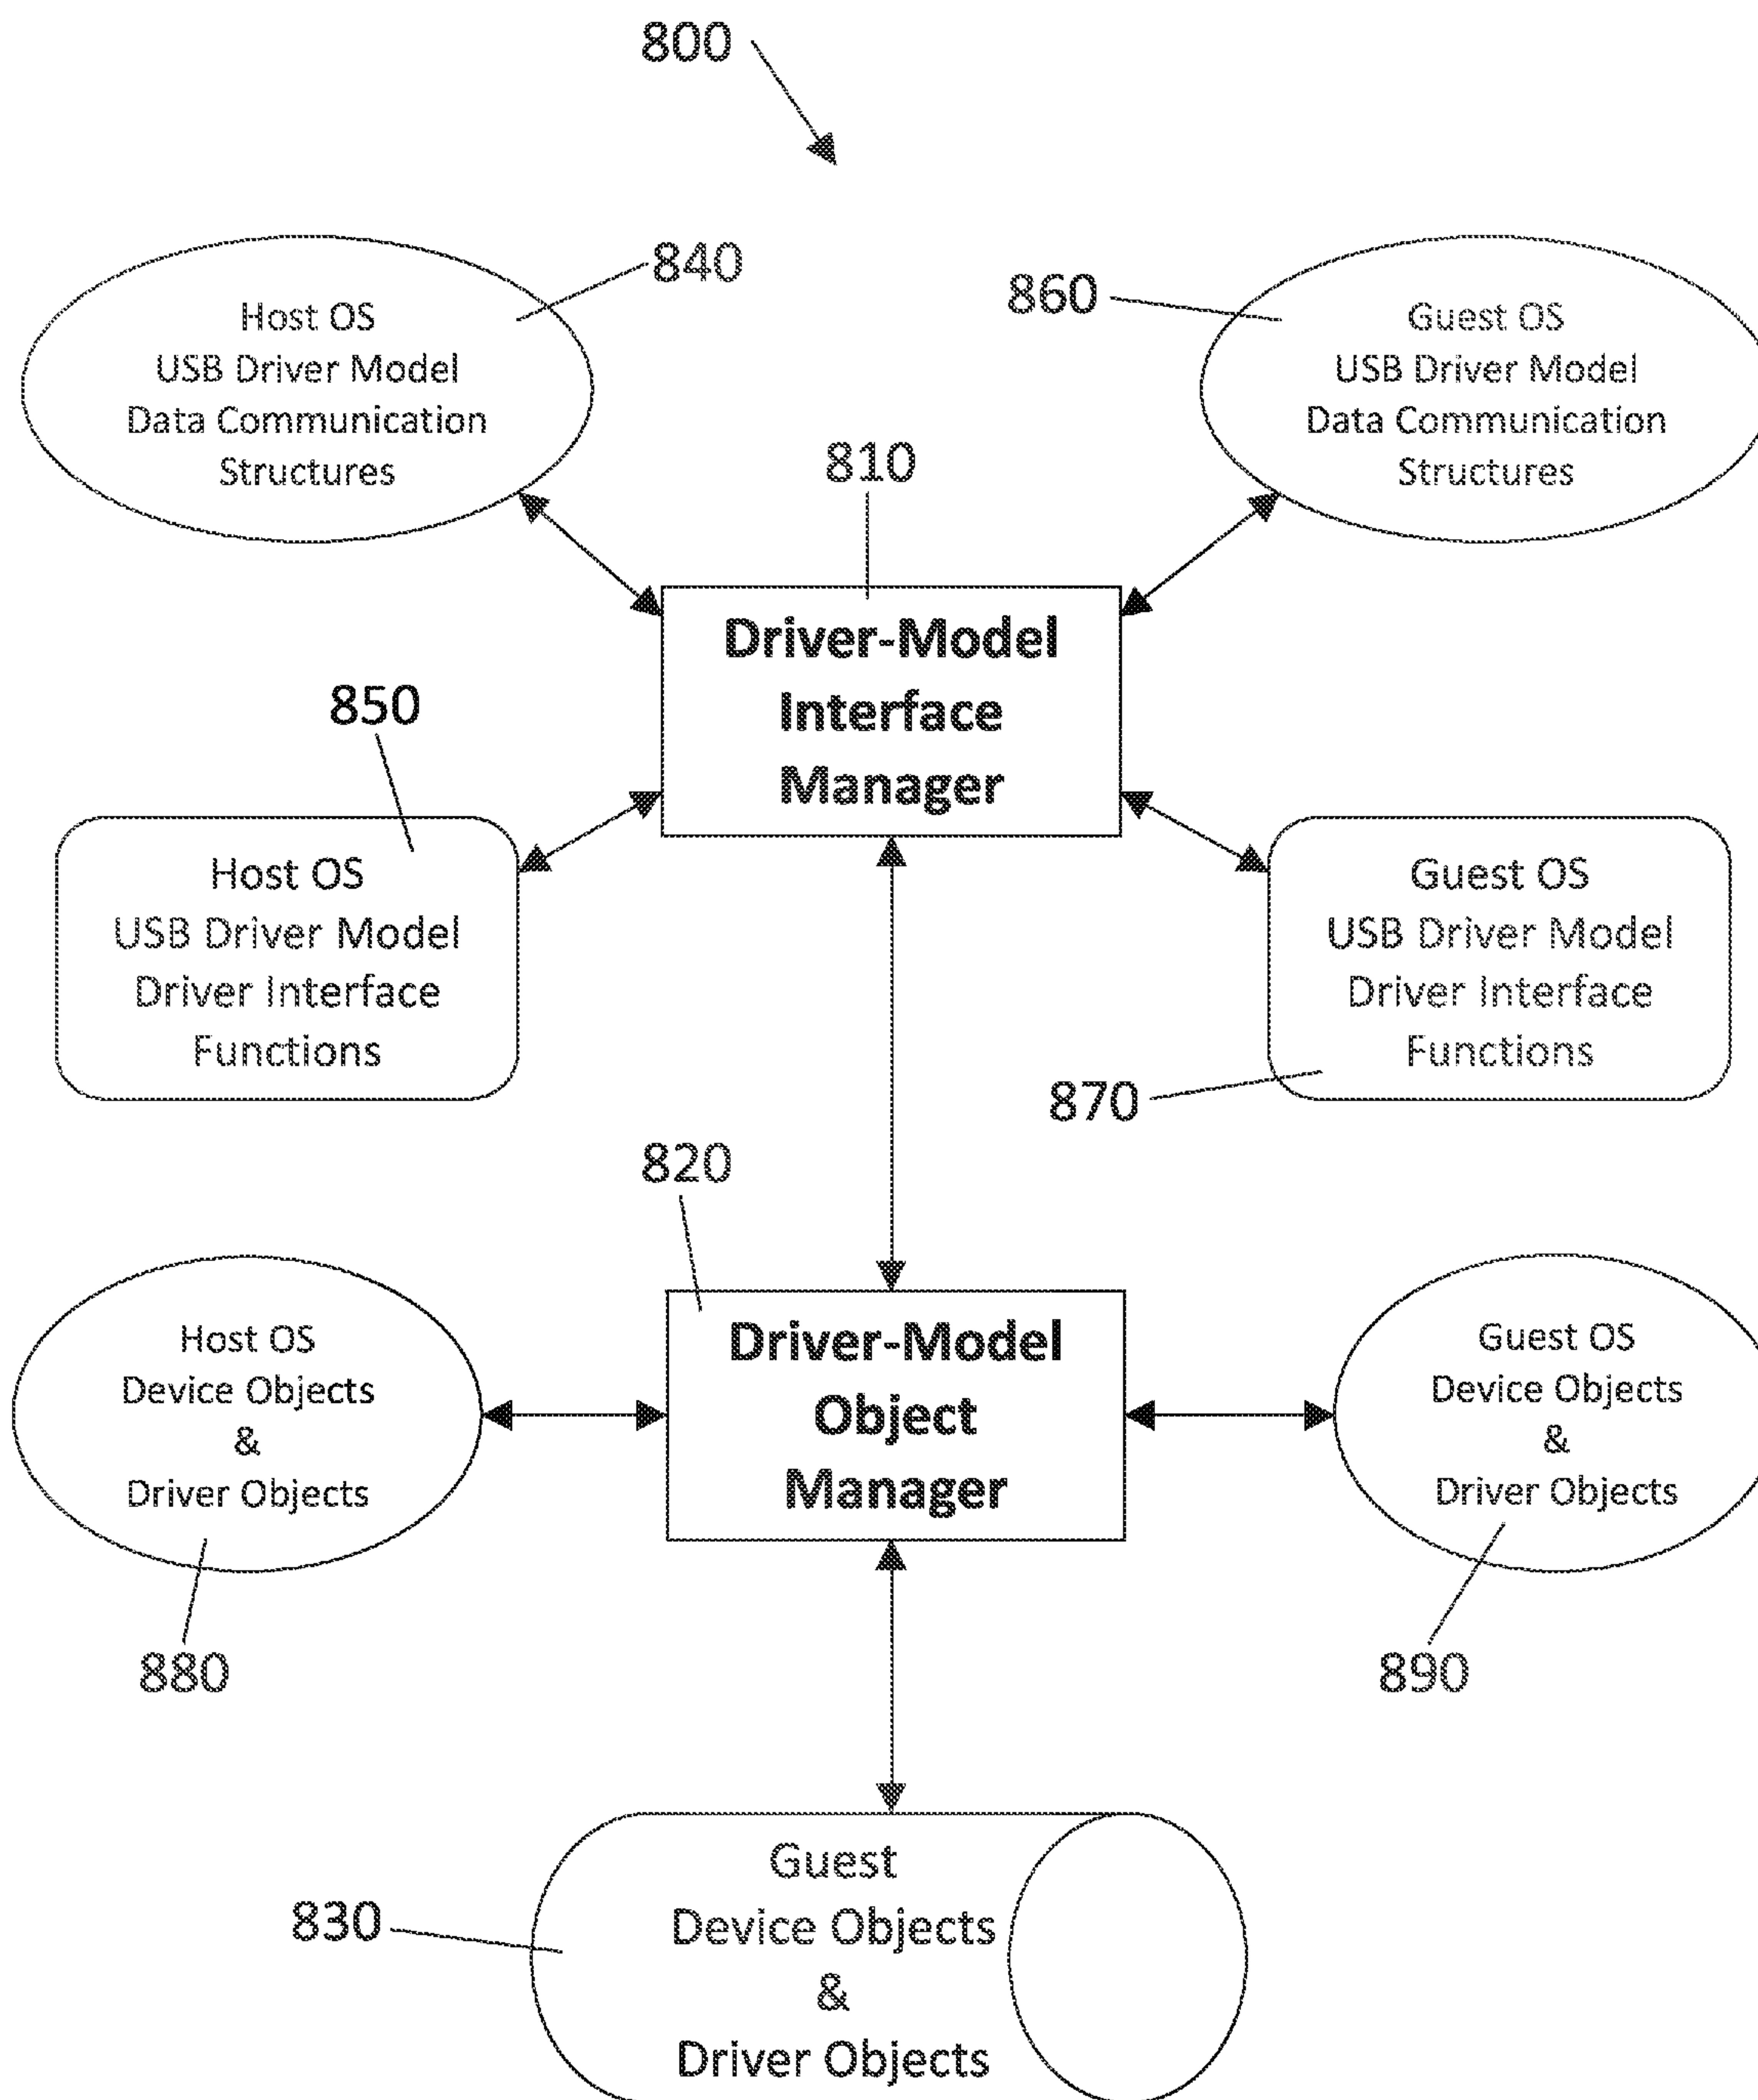 800
840
Host OS
USB Driver Model
Data Communication
Structures
860
Guest OS
USB Driver Model
Data Communication
Structures
810
Driver-Model
Interface
Manager
850
Host OS
USB Driver Model
Driver Interface
Functions
Guest OS
USB Driver Model
Driver Interface
Functions
870
820
Driver-Model
Object
Manager
Host OS
Device Objects
&
Driver Objects
880
Guest OS
Device Objects
&
Driver Objects
890
830
Guest
Device Objects
&
Driver Objects